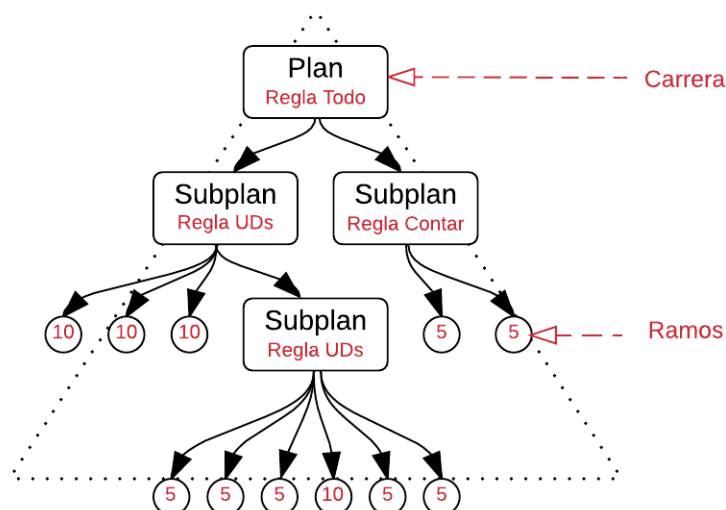 Plan
Regla Todo
Carrera
Subplan
Regla UDs
Subplan
Regla Contar
10
10
10
Subplan
Regla UDs
5
5
Ramos
5
5
5
10
5
5